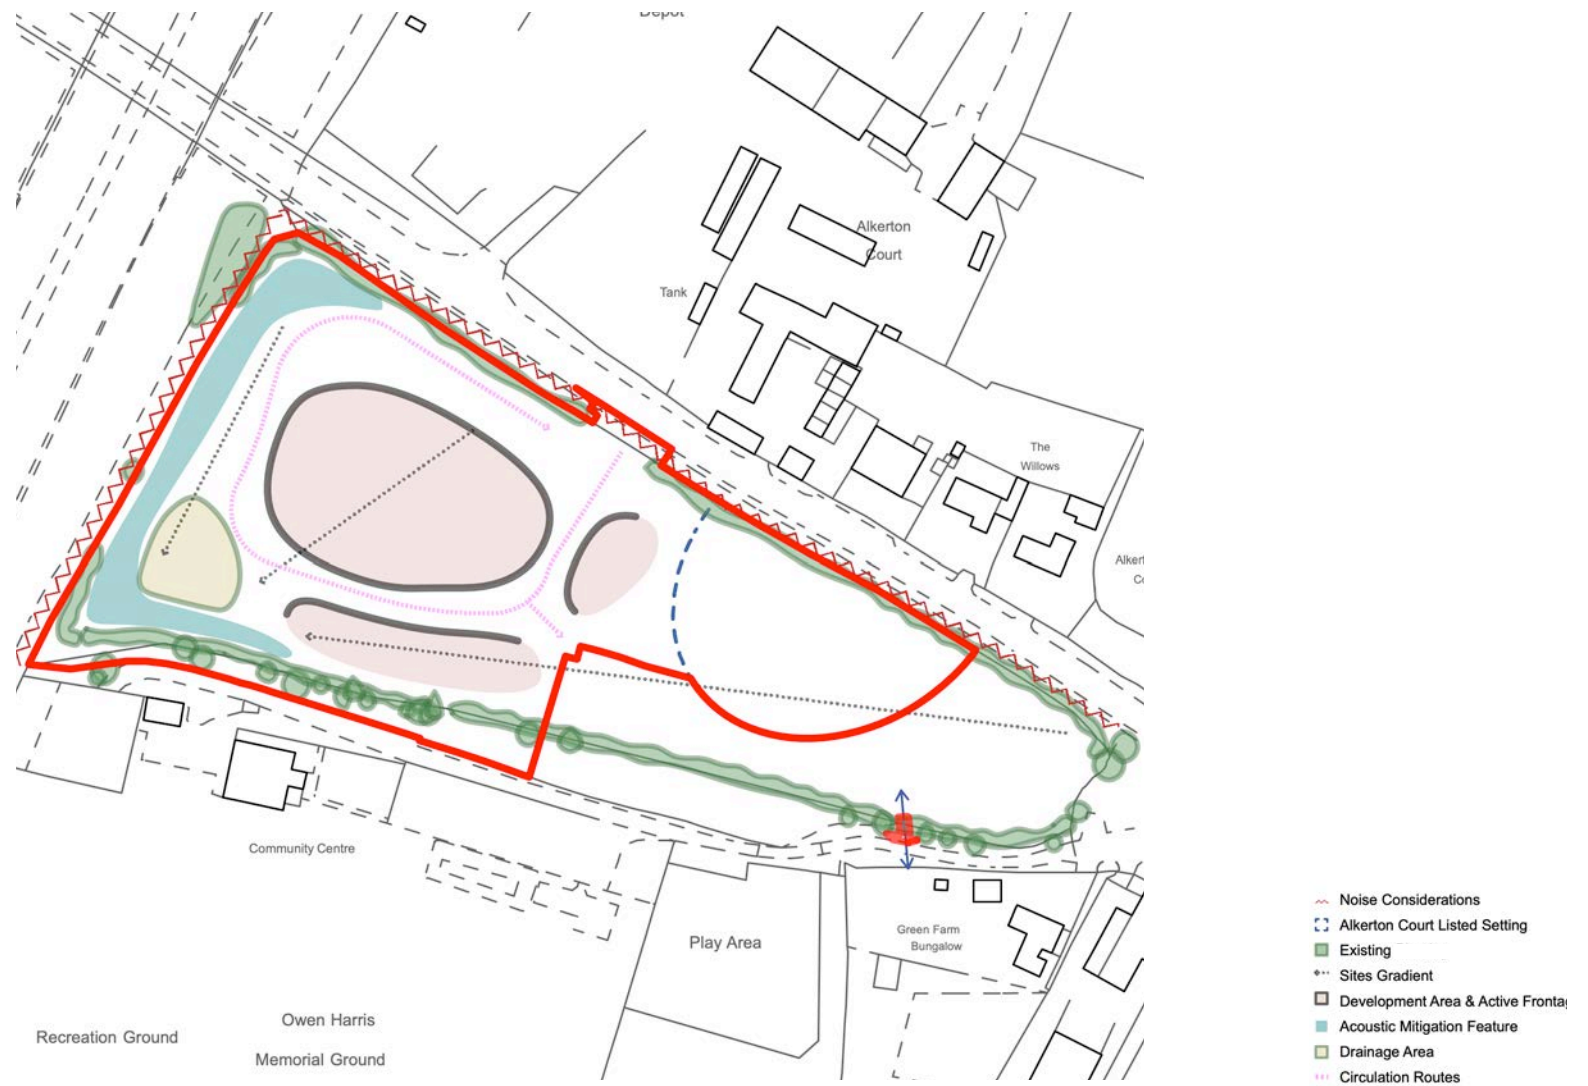 Depot
Alkerton
Court
Tank
The
Willows
Community Centre
Play Area
Green Farm
Bungalow
Recreation Ground
Owen Harris
Memorial Ground
Noise Considerations
Alkerton Court Listed Setting
Existing
Sites Gradient
Development Area & Active Fronta
Acoustic Mitigation Feature
Drainage Area
Circulation Routes